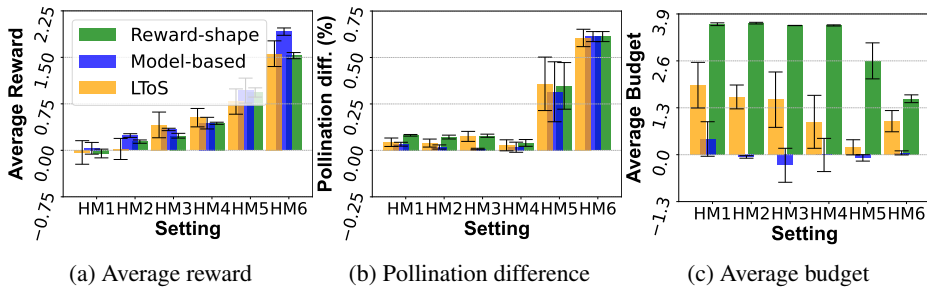 Average Reward
2.25
1.50
0.75
0.00
−0.75
Reward-shape
Model-based
LToS
HM1 HM2 HM3 HM4 HM5 HM6
Setting
(a) Average reward
Pollination diff. (%)
0.75
0.50
0.25
0.00
−0.25
HM1 HM2 HM3 HM4 HM5 HM6
Setting
(b) Pollination difference
Average Budget
3.9
2.6
1.3
0.0
−1.3
HM1 HM2 HM3 HM4 HM5 HM6
Setting
(c) Average budget